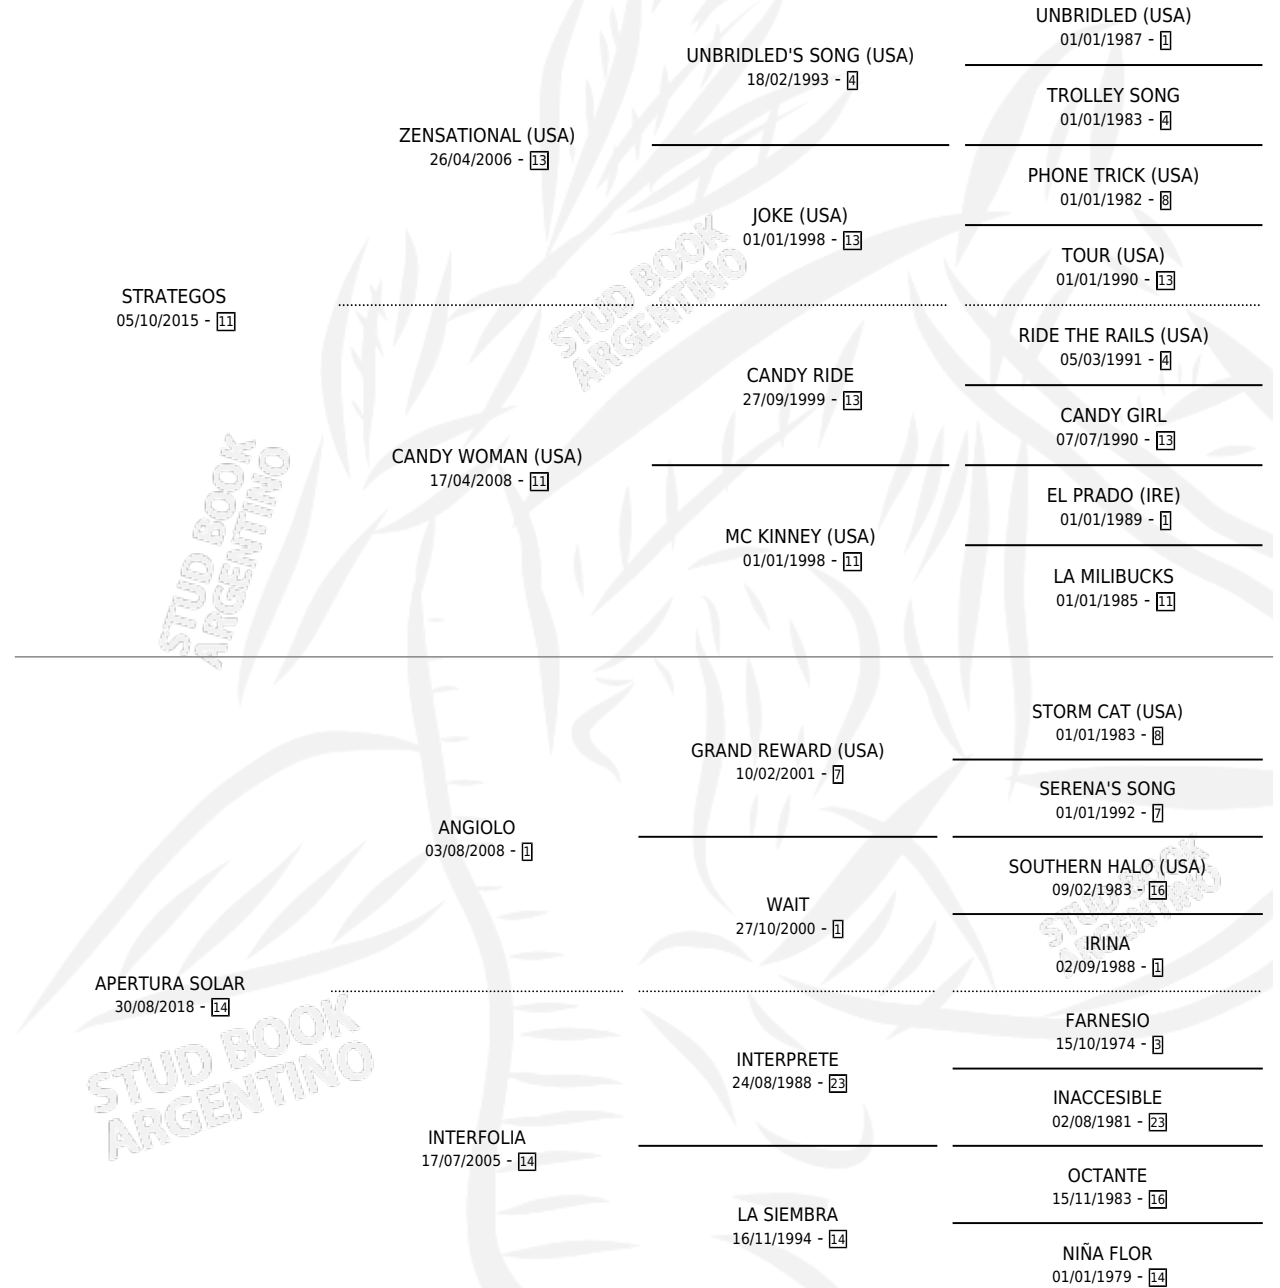 UNBRIDLED (USA)
01/01/1987 - 1
UNBRIDLED'S SONG (USA)
18/02/1993 - 4
TROLLEY SONG
01/01/1983 - 4
ZENSATIONAL (USA)
26/04/2006 - 13
PHONE TRICK (USA)
01/01/1982 - 8
JOKE (USA)
01/01/1998 - 13
TOUR (USA)
01/01/1990 - 13
STRATEGOS
05/10/2015 - 11
RIDE THE RAILS (USA)
05/03/1991 - 4
CANDY RIDE
27/09/1999 - 13
CANDY GIRL
07/07/1990 - 13
CANDY WOMAN (USA)
17/04/2008 - 11
EL PRADO (IRE)
01/01/1989 - 1
MC KINNEY (USA)
01/01/1998 - 11
LA MILIBUCKS
01/01/1985 - 11
STORM CAT (USA)
01/01/1983 - 8
GRAND REWARD (USA)
10/02/2001 - 7
SERENA'S SONG
01/01/1992 - 7
ANGIOLO
03/08/2008 - 1
SOUTHERN HALO (USA)
09/02/1983 - 16
WAIT
27/10/2000 - 1
IRINA
02/09/1988 - 1
APERTURA SOLAR
30/08/2018 - 14
FARNESIO
15/10/1974 - 3
INTERPRETE
24/08/1988 - 23
INACCESIBLE
02/08/1981 - 23
INTERFOLIA
17/07/2005 - 14
OCTANTE
15/11/1983 - 16
LA SIEMBRA
16/11/1994 - 14
NIÑA FLOR
01/01/1979 - 14
STUD BOOK
ARGENTINO
STUD BOOK
ARGENTINO
STUD BOOK
ARGENTINO
STUD BOOK
ARGENTINO